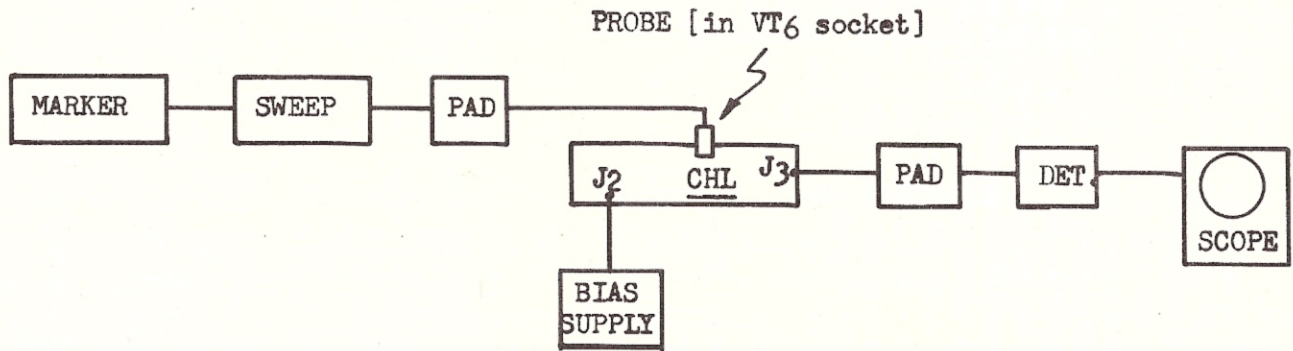 PROBE [in VT6 socket]
MARKER
SWEEP
PAD
J2
CHL
J3
PAD
DET.
SCOPE
BIAS
SUPPLY